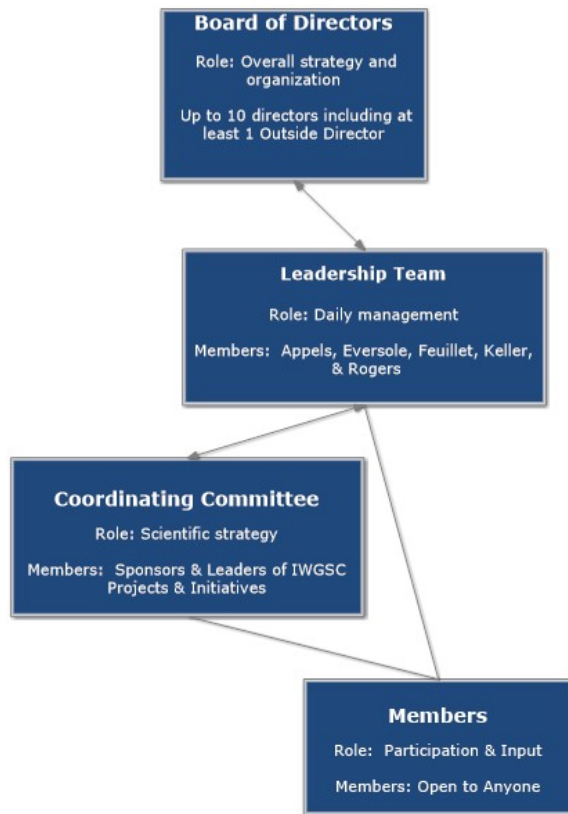 Board of Directors
Role: Overall strategy and
organization
Up to 10 directors including at
least 1 Outside Director
Leadership Team
Role: Daily management
Members: Appels, Eversole, Feuillet, Keller,
& Rogers
Coordinating Committee
Role: Scientific strategy
Members: Sponsors & Leaders of IWGSC
Projects & Initiatives
Members
Role: Participation & Input
Members: Open to Anyone